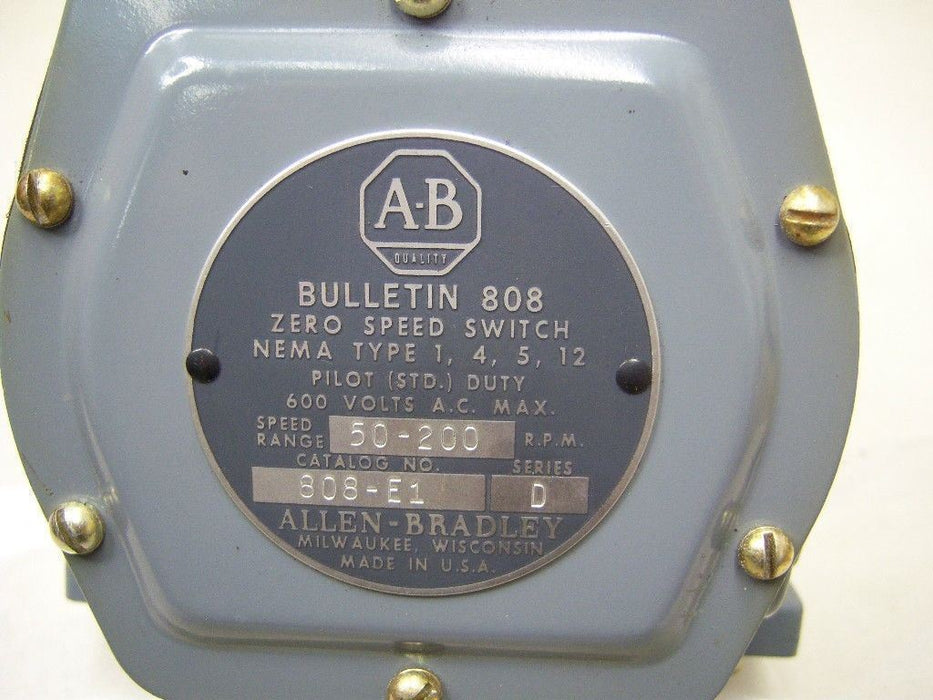 A-B
QUALITY
BULLETIN 808
ZERO SPEED SWITCH
NEMA TYPE 1, 4, 5, 12
PILOT (STD.) DUTY
600 VOLTS A.C. MAX.
SPEED RANGE 50-200 R.P.M.
CATALOG NO. SERIES
808-E1 D
ALLEN-BRADLEY
MILWAUKEE, WISCONSIN
MADE IN U.S.A.